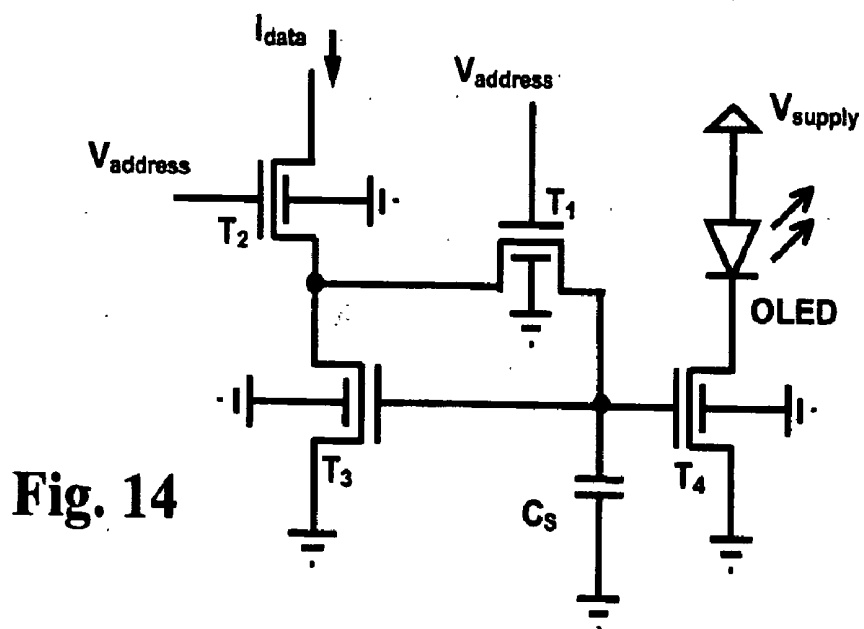 Idata
Vaddress
Vsupply
Vaddress
T1
T2
OLED
T3
T4
Fig. 14
CS